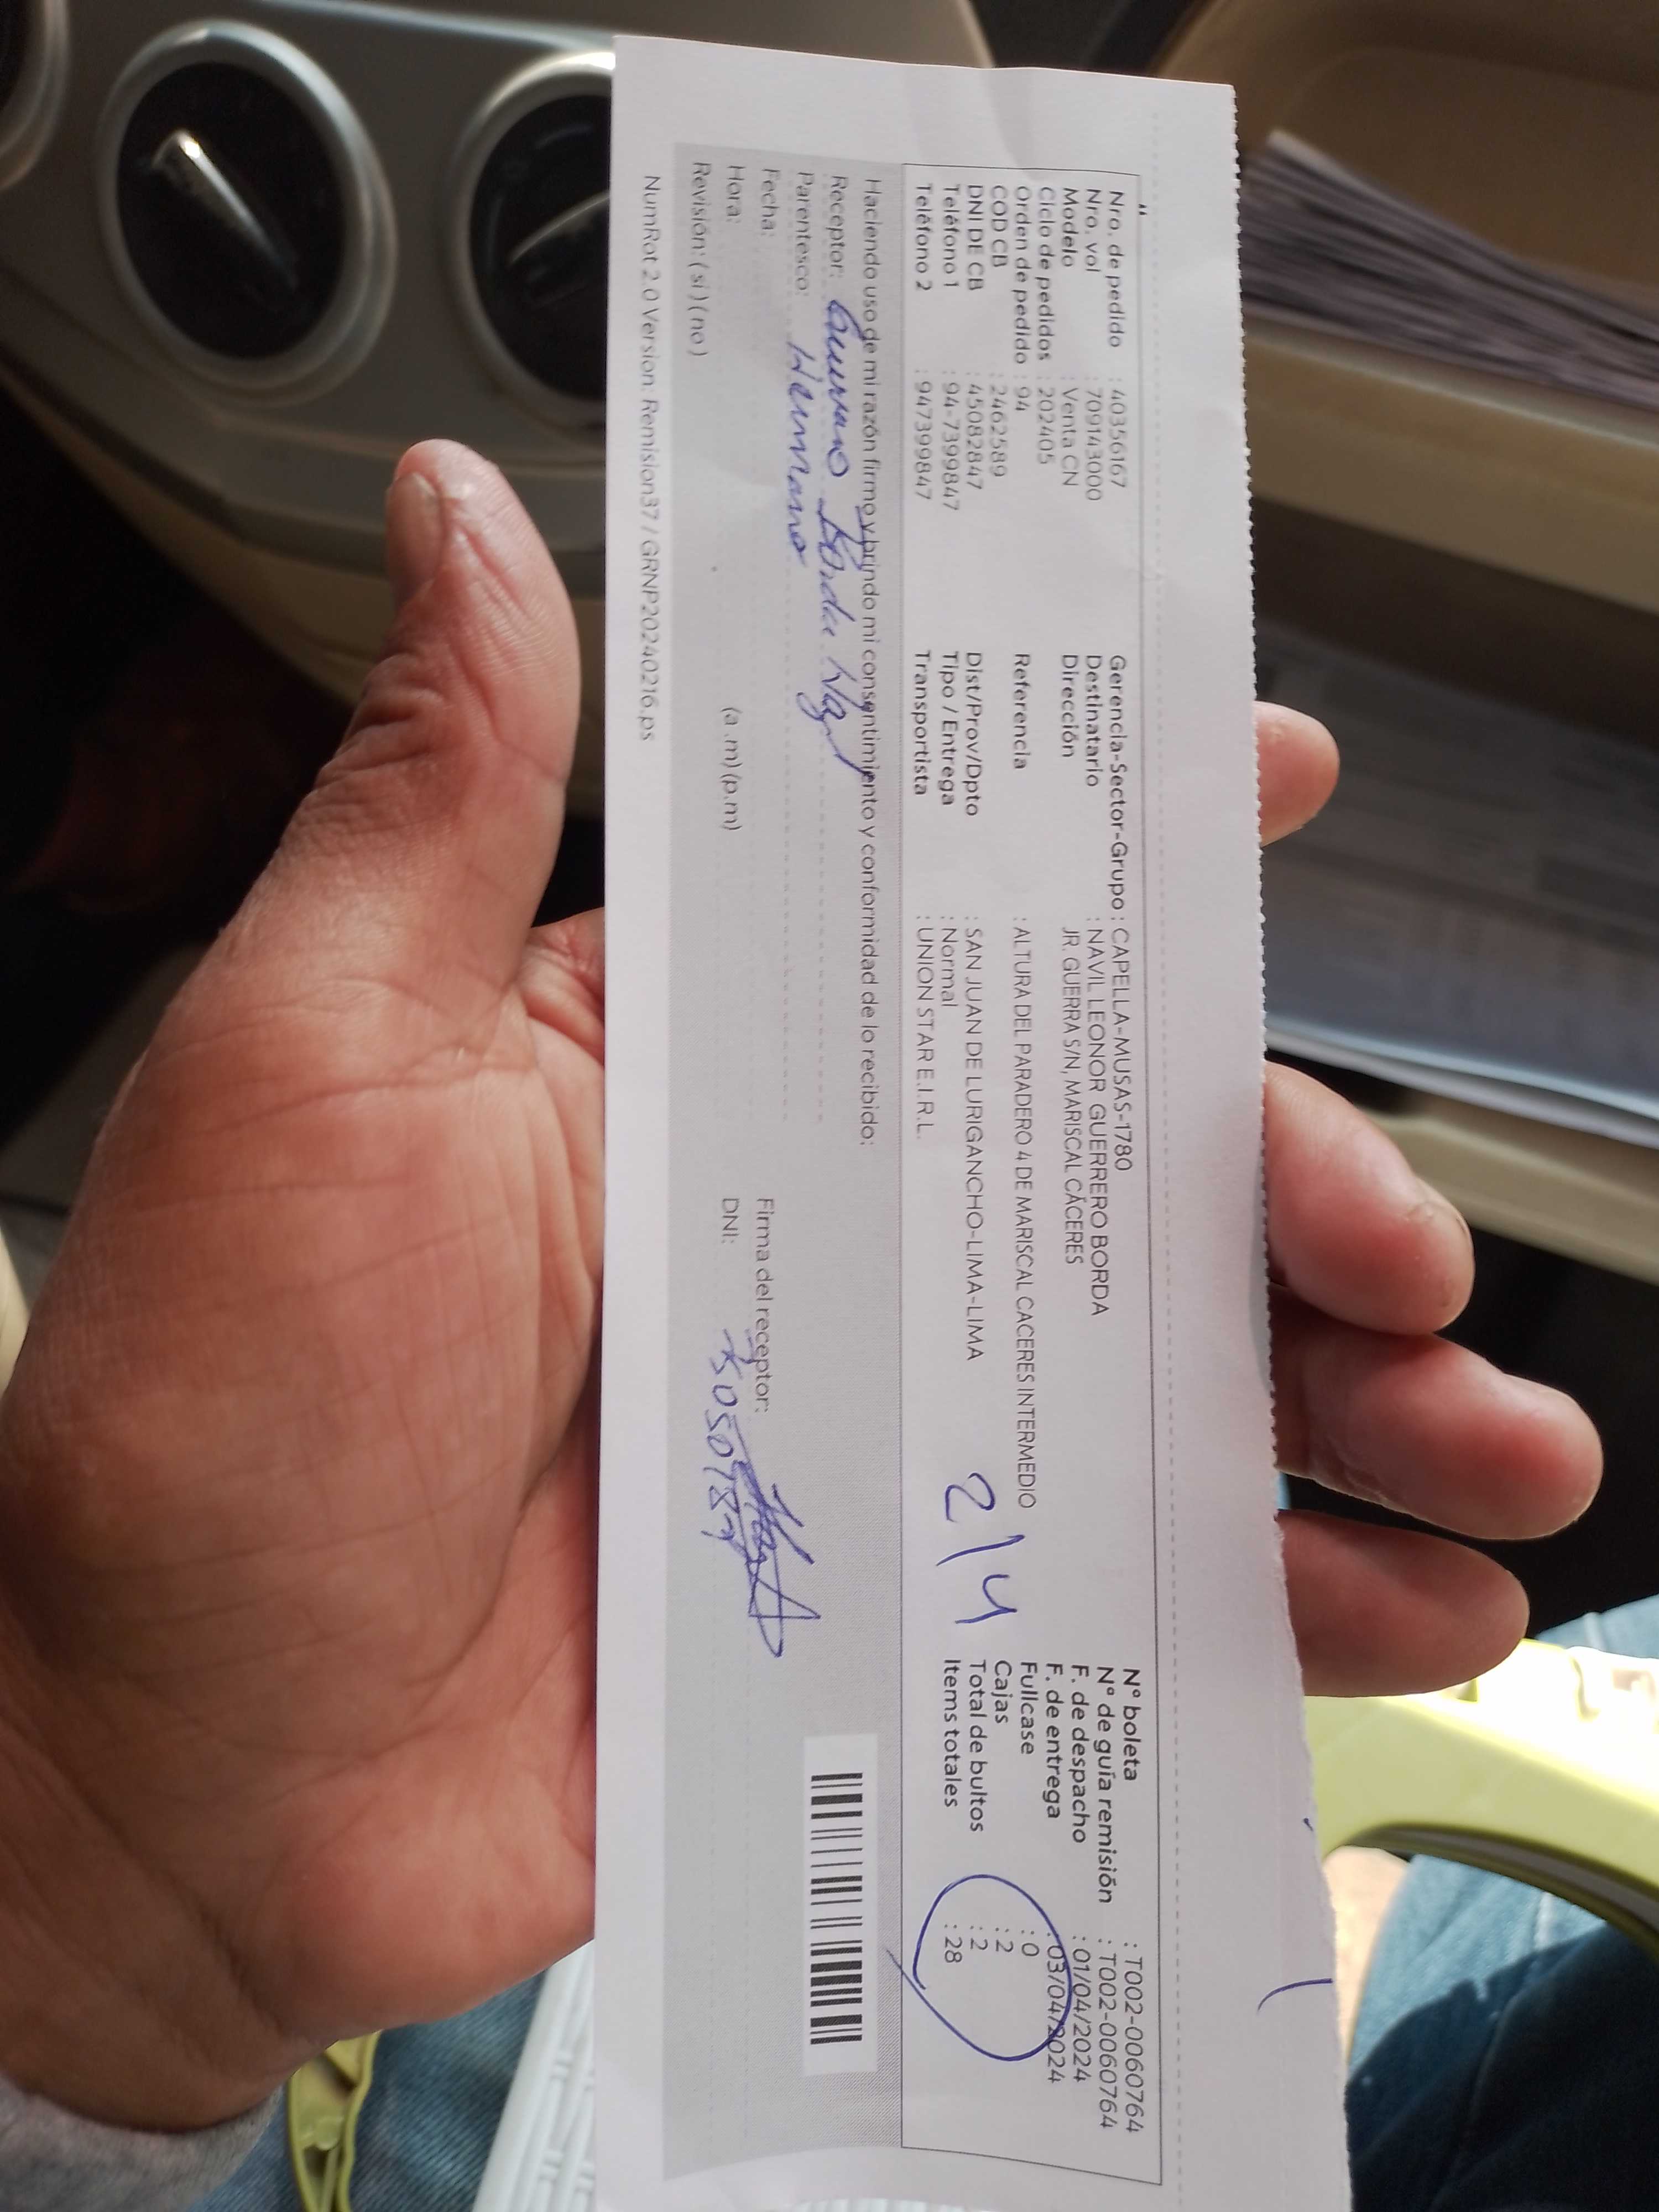 Nro. de pedido : 40356167
Nro. vol : 709143000
Modelo : Venta CN
Ciclo de pedidos : 202405
Orden de pedido : 94
COD CB : 2462589
DNI DE CB : 45082847
Teléfono 1 : 94-7399847
Teléfono 2 : 947399847
Gerencia-Sector-Grupo : CAPELLA-MUSAS-1780
Destinatario : NAVIL LEONOR GUERRERO BORDA
Dirección JR. GUERRA S/N, MARISCAL CÁCERES
Referencia : ALTURA DEL PARADERO 4 DE MARISCAL CACERES INTERMEDIO
Dist/Prov/Dpto : SAN JUAN DE LURIGANCHO-LIMA-LIMA
Tipo / Entrega : Normal
Transportista : UNION STAR E.I.R.L.
2/4
N° boleta : T002-0060764
N° de guía remisión : T002-0060764
F. de despacho : 01/04/2024
F. de entrega : 03/04/2024
Fullcase : 0
Cajas : 2
Total de bultos : 2
Items totales : 28
Haciendo uso de mi razón firmo y brindo mi consentimiento y conformidad de lo recibido:
Receptor: Borda
Parentesco: Hermano
Fecha:
Firma del receptor:
Hora: (a .m) (p.m)
DNI:
Revisión: ( si ) ( no )
NumRot 2.0 Version: Remision37 / GRNP20240216.ps